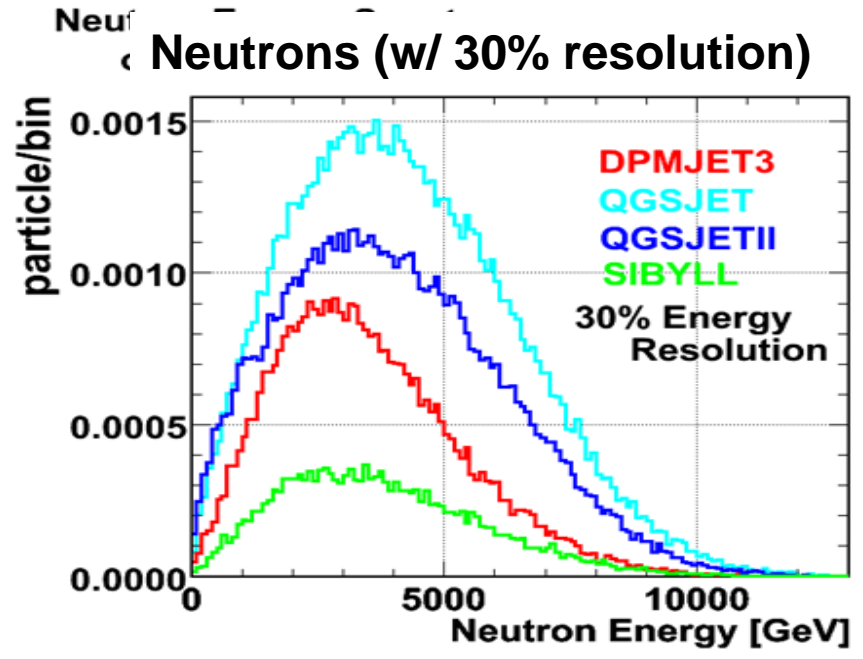 Neutrons (w/ 30% resolution)
particle/bin
0.0015
0.0010
0.0005
0.0000
DPMJET3
QGSJET
QGSJETII
SIBYLL
30% Energy
Resolution
0
5000
10000
Neutron Energy [GeV]